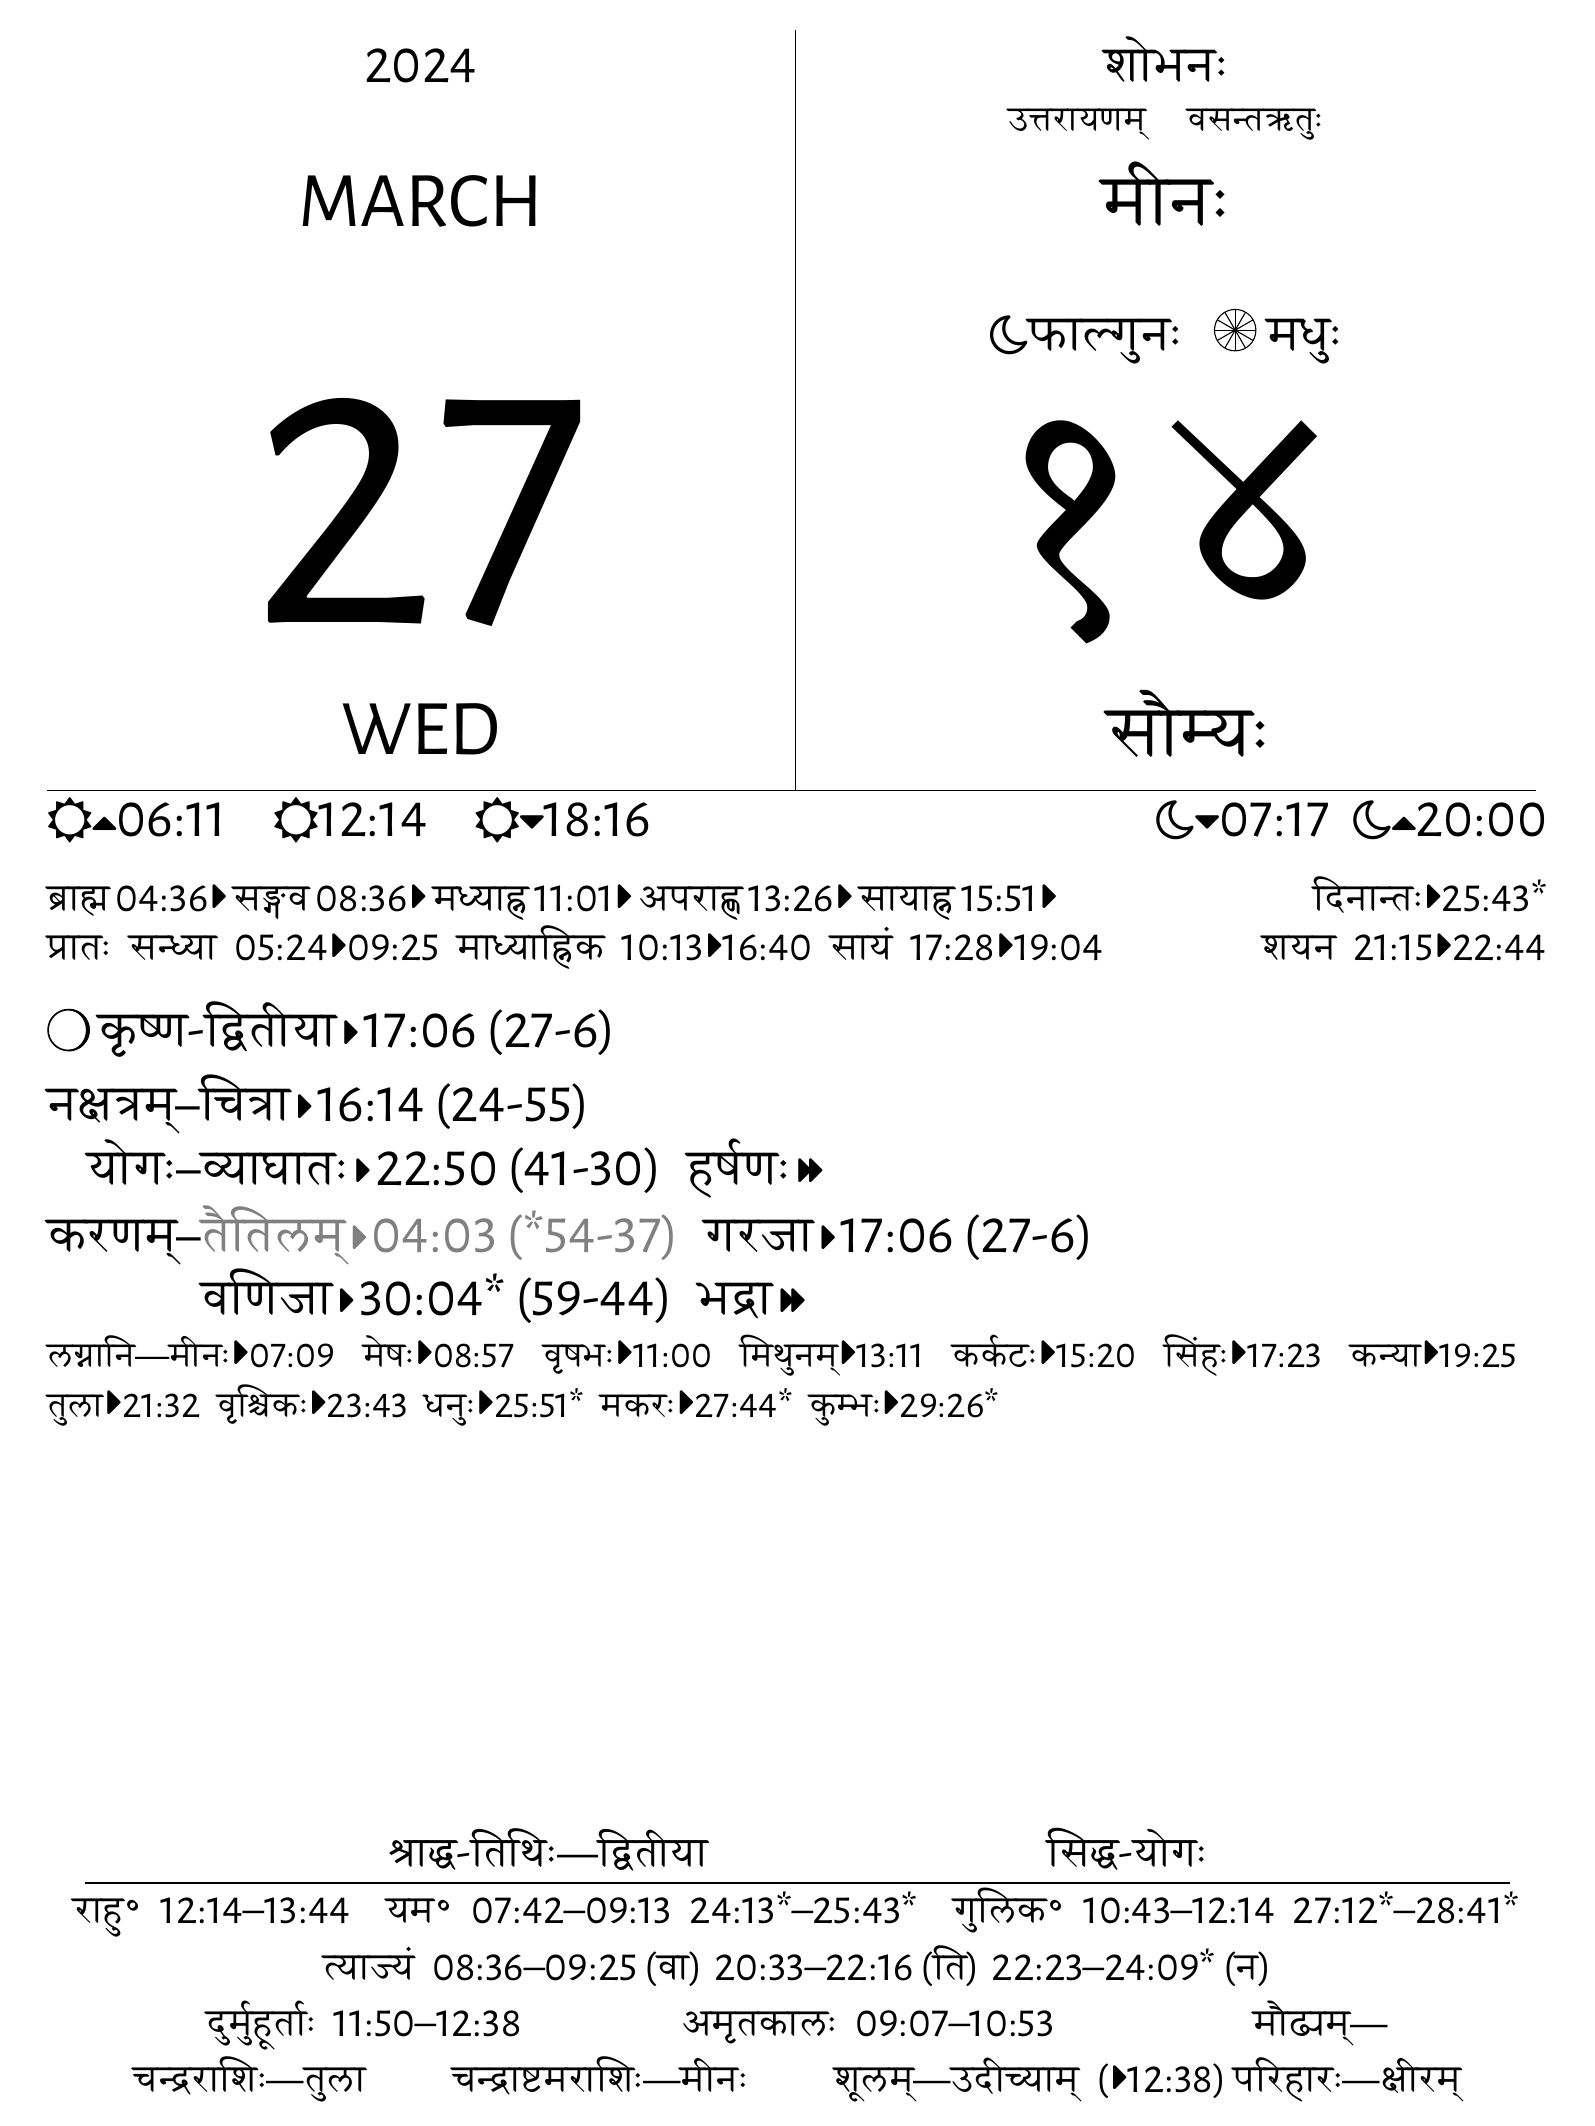 2024
MARCH
27
WED
शोभनः
उत्तरायणम् वसन्तऋतुः
मीनः
फाल्गुनः मधुः
१४
सौम्यः
06:11 12:14 18:16 07:17 20:00
ब्राह्म 04:36 सङ्गव 08:36 मध्याह्न 11:01 अपराह्ण 13:26 सायाह्न 15:51 दिनान्तः 25:43*
प्रातः सन्ध्या 05:24 09:25 माध्याह्निक 10:13 16:40 सायं 17:28 19:04 शयन 21:15 22:44
कृष्ण-द्वितीया 17:06 (27-6)
नक्षत्रम्–चित्रा 16:14 (24-55)
योगः–व्याघातः 22:50 (41-30) हर्षणः
करणम्–तैतिलम् 04:03 (*54-37) गरजा 17:06 (27-6)
वणिजा 30:04* (59-44) भद्रा
लग्नानि—मीनः 07:09 मेषः 08:57 वृषभः 11:00 मिथुनम् 13:11 कर्कटः 15:20 सिंहः 17:23 कन्या 19:25
तुला 21:32 वृश्चिकः 23:43 धनुः 25:51* मकरः 27:44* कुम्भः 29:26*
श्राद्ध-तिथिः—द्वितीया सिद्ध-योगः
राहु॰ 12:14–13:44 यम॰ 07:42–09:13 24:13*–25:43* गुलिक॰ 10:43–12:14 27:12*–28:41*
त्याज्यं 08:36–09:25 (वा) 20:33–22:16 (ति) 22:23–24:09* (न)
दुर्मुहूर्ताः 11:50–12:38 अमृतकालः 09:07–10:53 मौढ्यम्—
चन्द्रराशिः—तुला चन्द्राष्टमराशिः—मीनः शूलम्—उदीच्याम् (12:38) परिहारः—क्षीरम्